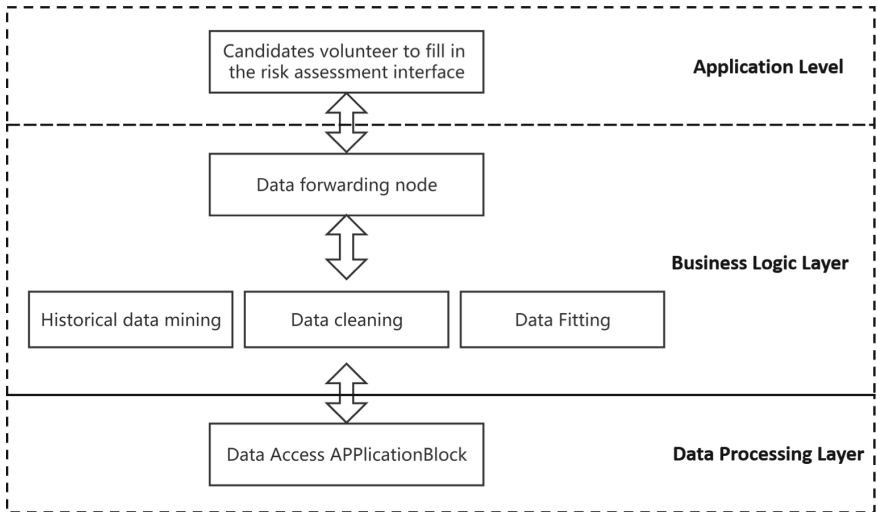 Candidates volunteer to fill in
the risk assessment interface
Application Level
Data forwarding node
Business Logic Layer
Historical data mining
Data cleaning
Data Fitting
Data Access APPlicationBlock
Data Processing Layer